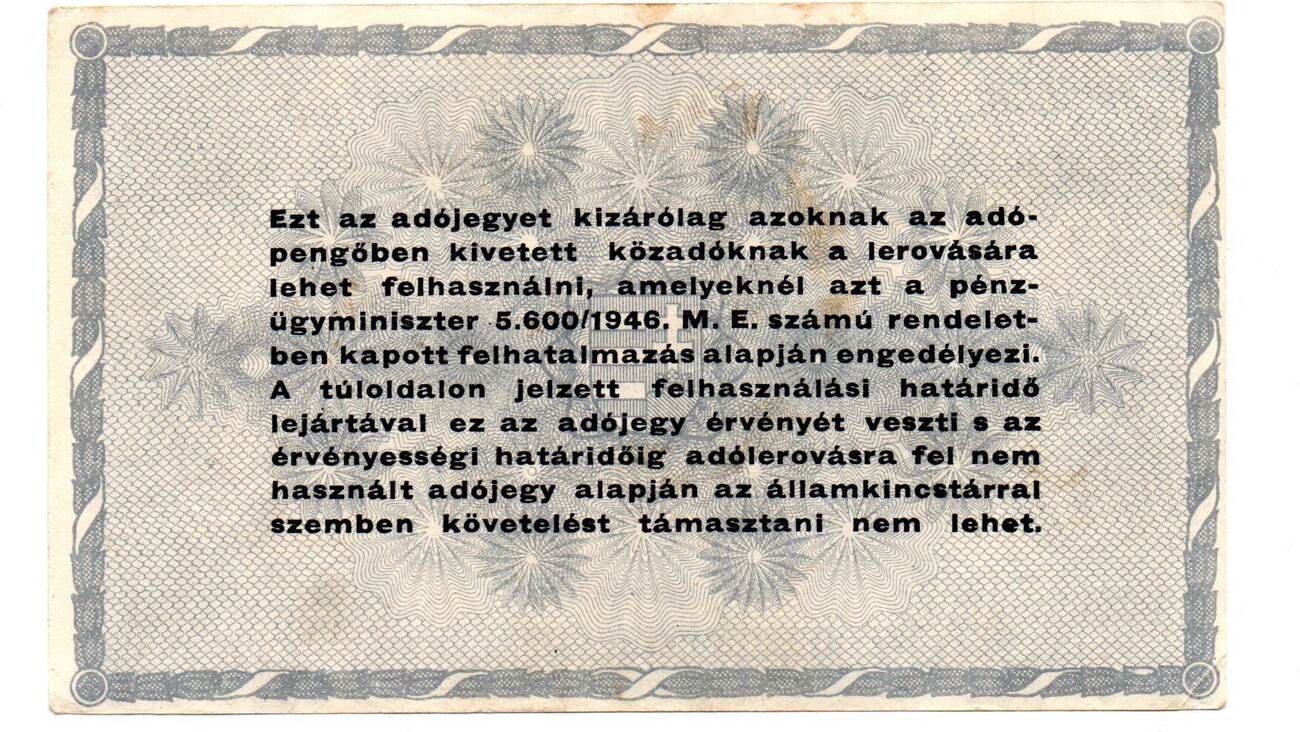 Ezt az adójegyet kizárólag azoknak az adó-
pengőben kivetett közadóknak a lerovására
lehet felhasználni, amelyeknél azt a pénz-
ügyminiszter 5.600/1946. M. E. számú rendelet-
ben kapott felhatalmazás alapján engedélyezi.
A túloldalon jelzett felhasználási határidő
lejártával ez az adójegy érvényét veszti s az
érvényességi határidőig adólerovásra fel nem
használt adójegy alapján az államkincstárral
szemben követelést támasztani nem lehet.